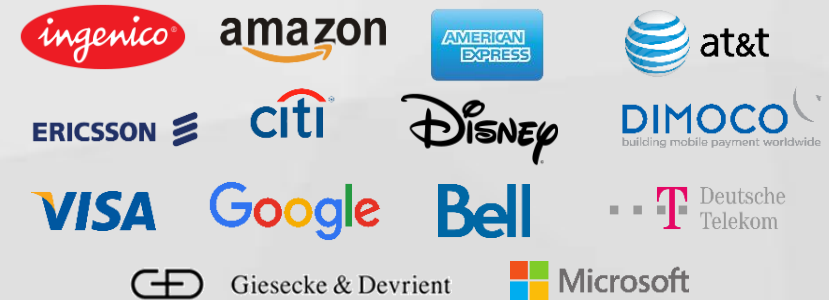 ingenico®
amazon
AMERICAN
EXPRESS
at&t
ERICSSON
citi®
Disney
DIMOCO
building mobile payment worldwide
VISA
Google
Bell
T
Deutsche
Telekom
GD
Giesecke & Devrient
Microsoft